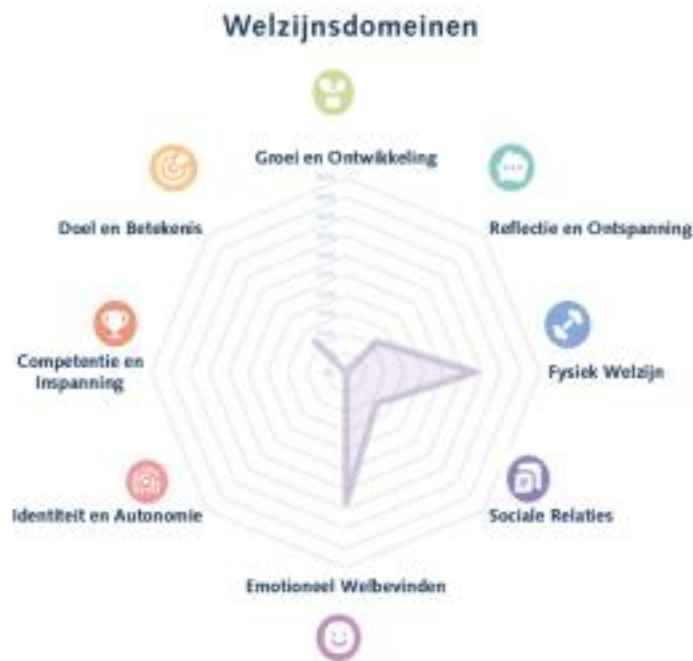 Welzijnsdomeinen
Groei en Ontwikkeling
Doel en Betekenis
Reflectie en Ontspanning
Competentie en
Inspanning
Fysiek Welzijn
Identiteit en Autonomie
Sociale Relaties
Emotioneel Welbevinden